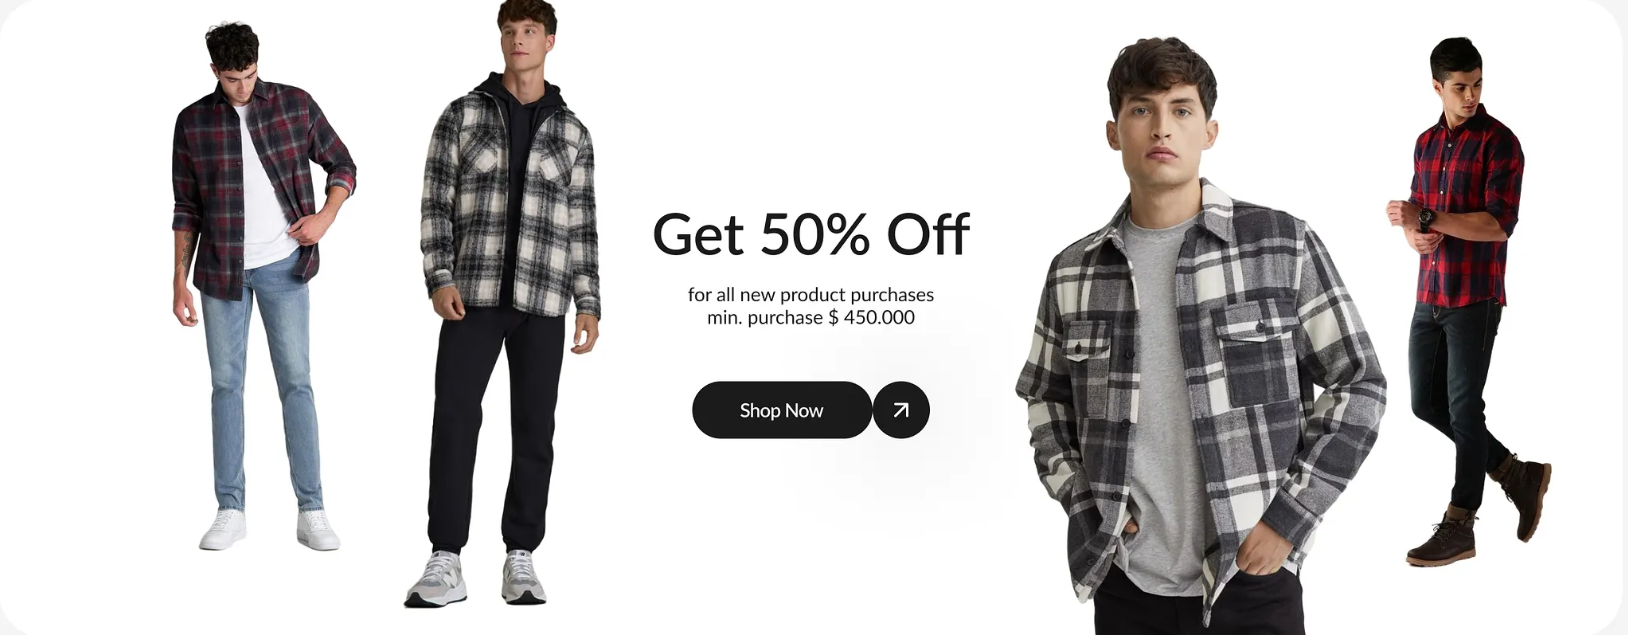 Get 50% Off
for all new product purchases
min. purchase $ 450.000
Shop Now